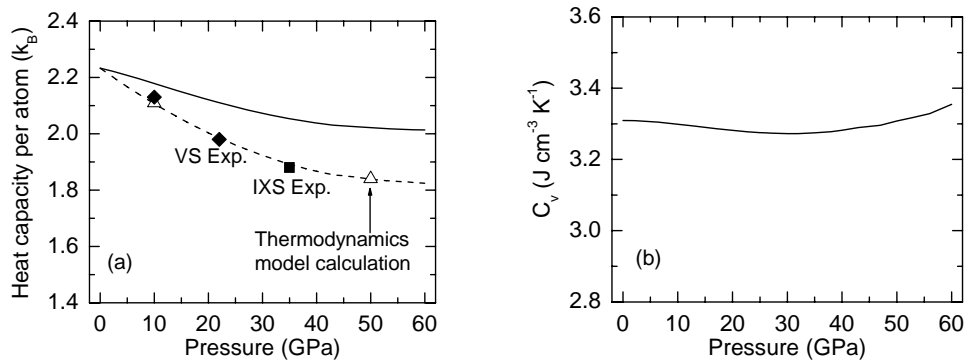 2.4
2.2
2.0
1.8
1.6
1.4
Heat capacity per atom (k_B)
VS Exp.
IXS Exp.
Thermodynamics
model calculation
(a)
0 10 20 30 40 50 60
Pressure (GPa)
3.6
3.4
3.2
3.0
2.8
C_v (J cm⁻³ K⁻¹)
(b)
0 10 20 30 40 50 60
Pressure (GPa)